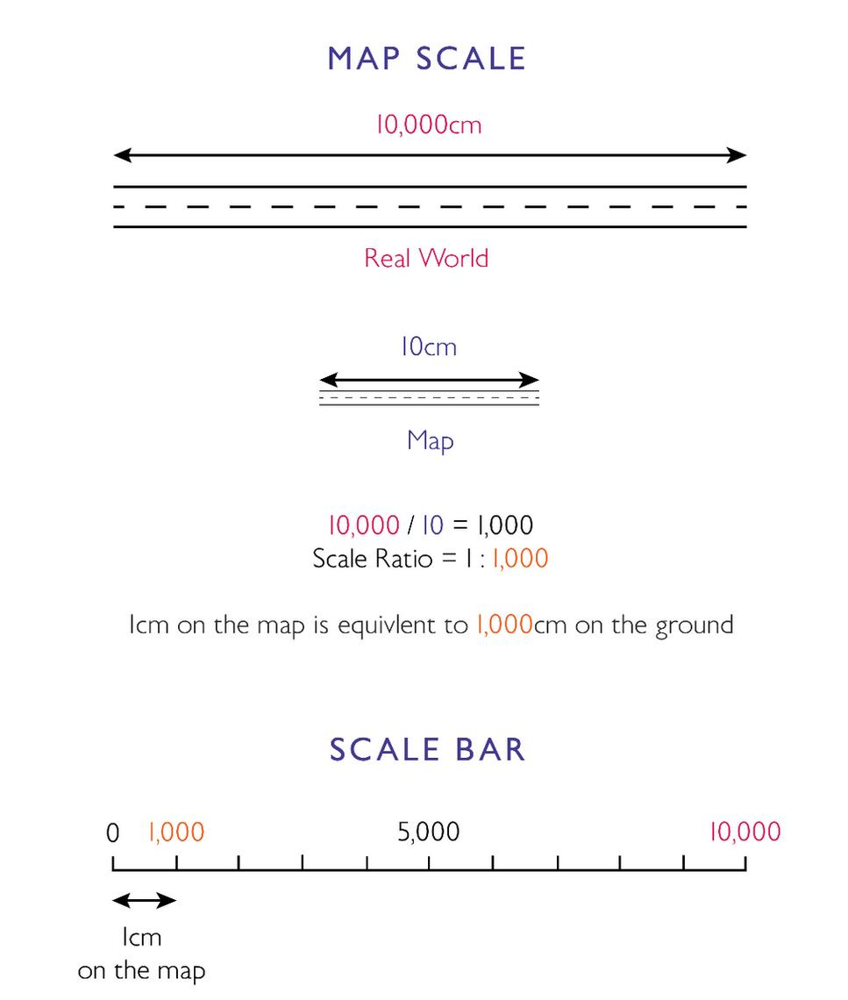 MAP SCALE
10,000cm
Real World
10cm
Map
10,000 / 10 = 1,000
Scale Ratio = 1 : 1,000
1cm on the map is equivlent to 1,000cm on the ground
SCALE BAR
0 1,000 5,000 10,000
1cm
on the map